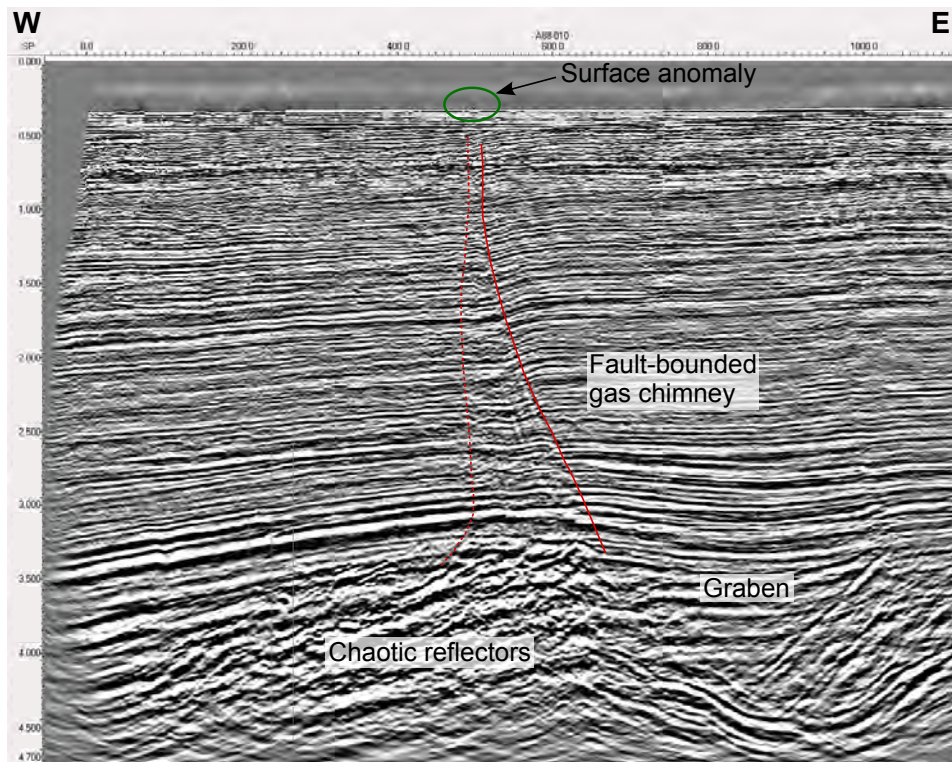 W
E
A88-010
SP
0.0
200.0
400.0
600.0
800.0
1000.0
0.000
Surface anomaly
0.500
1.000
1.500
2.000
Fault-bounded
gas chimney
2.500
3.000
3.500
Graben
Chaotic reflectors
4.000
4.500
4.700